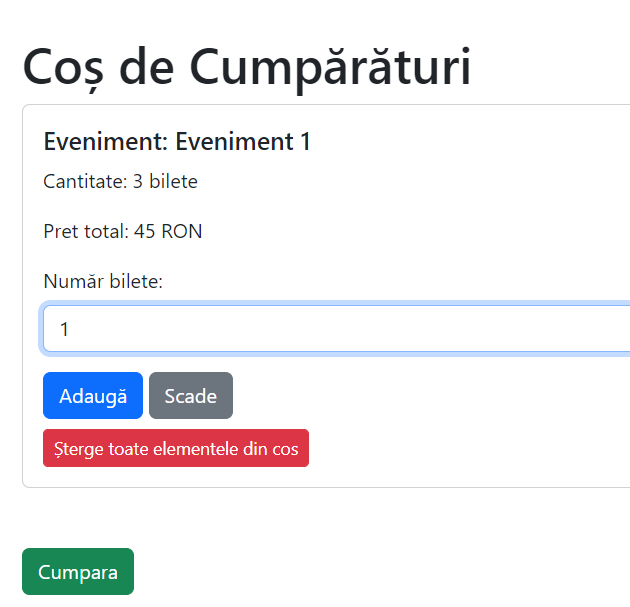 Coș de Cumpărături
Eveniment: Eveniment 1
Cantitate: 3 bilete
Pret total: 45 RON
Număr bilete:
1
Adaugă Scade
Șterge toate elementele din cos
Cumpara